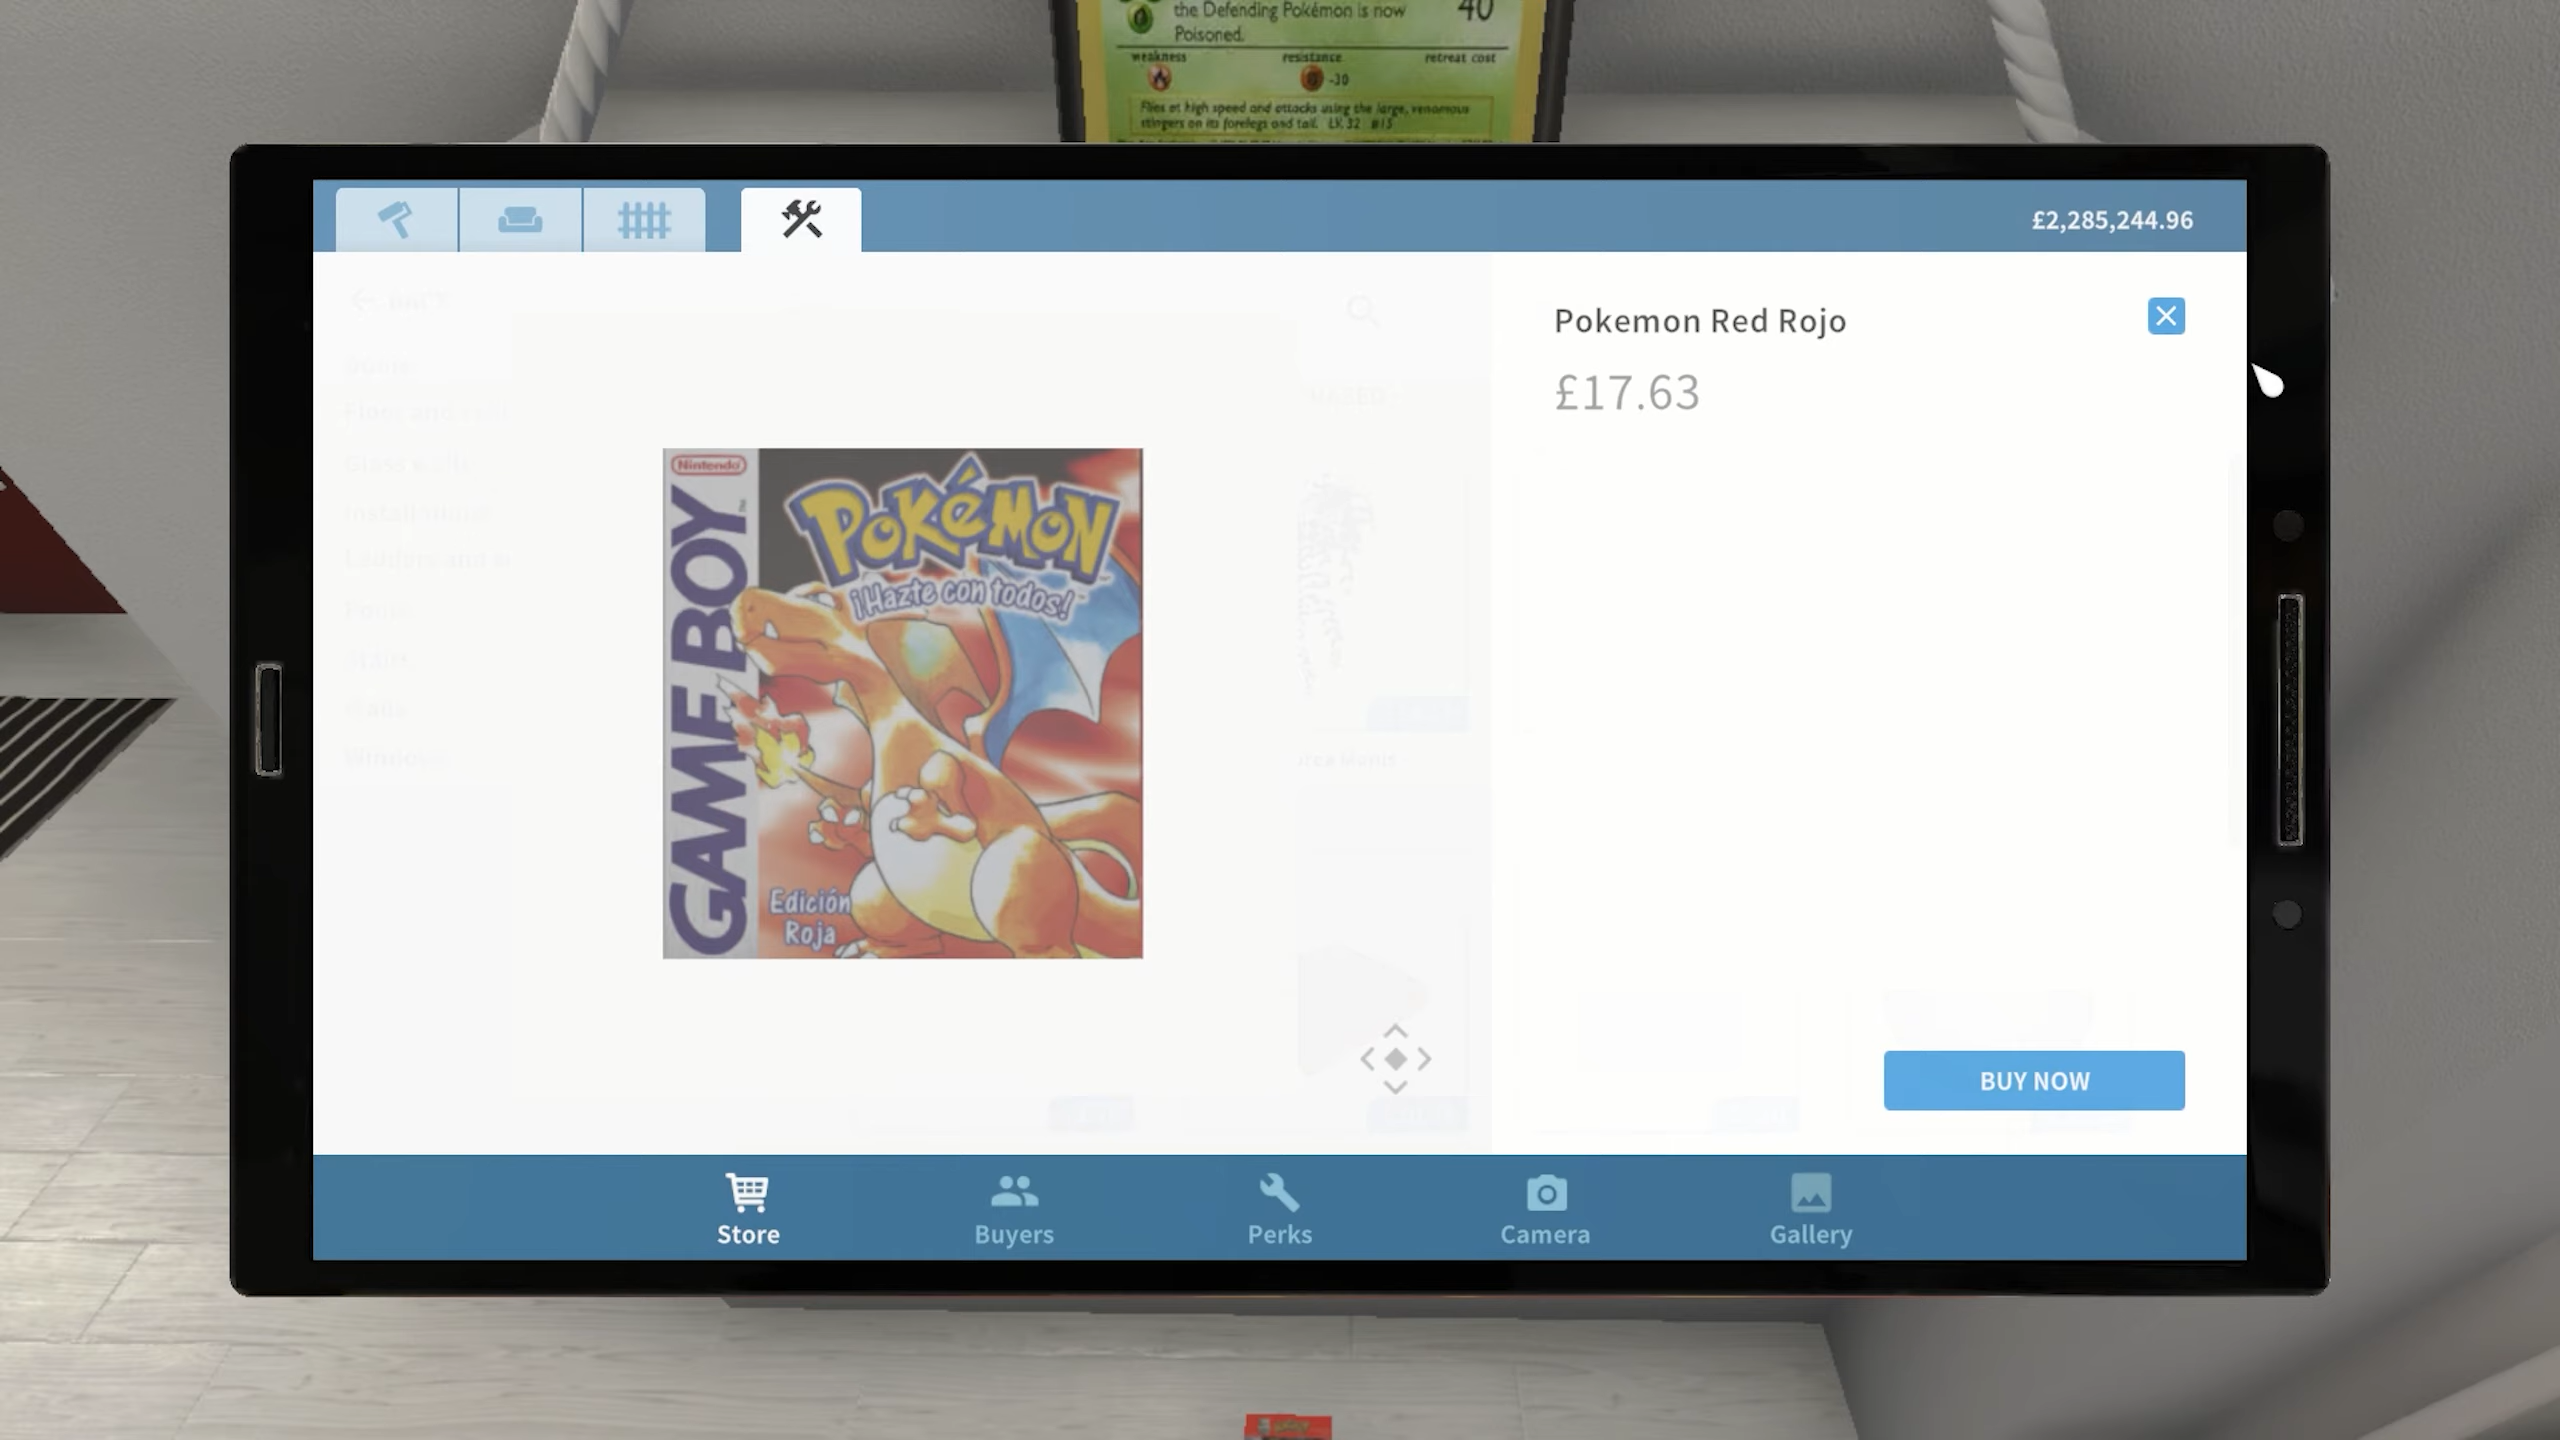 the Defending Pokémon is now
Poisoned.
40
weakness
resistance
retreat cost
-30
Flies at high speed and attacks using the large, venomous
stingers on its forelegs and tail. LV. 32 #15
£2,285,244.96
Pokemon Red Rojo
£17.63
Nintendo
GAME BOY
TM
Pokémon
¡Hazte con todos!
Edición
Roja
BUY NOW
Store
Buyers
Perks
Camera
Gallery